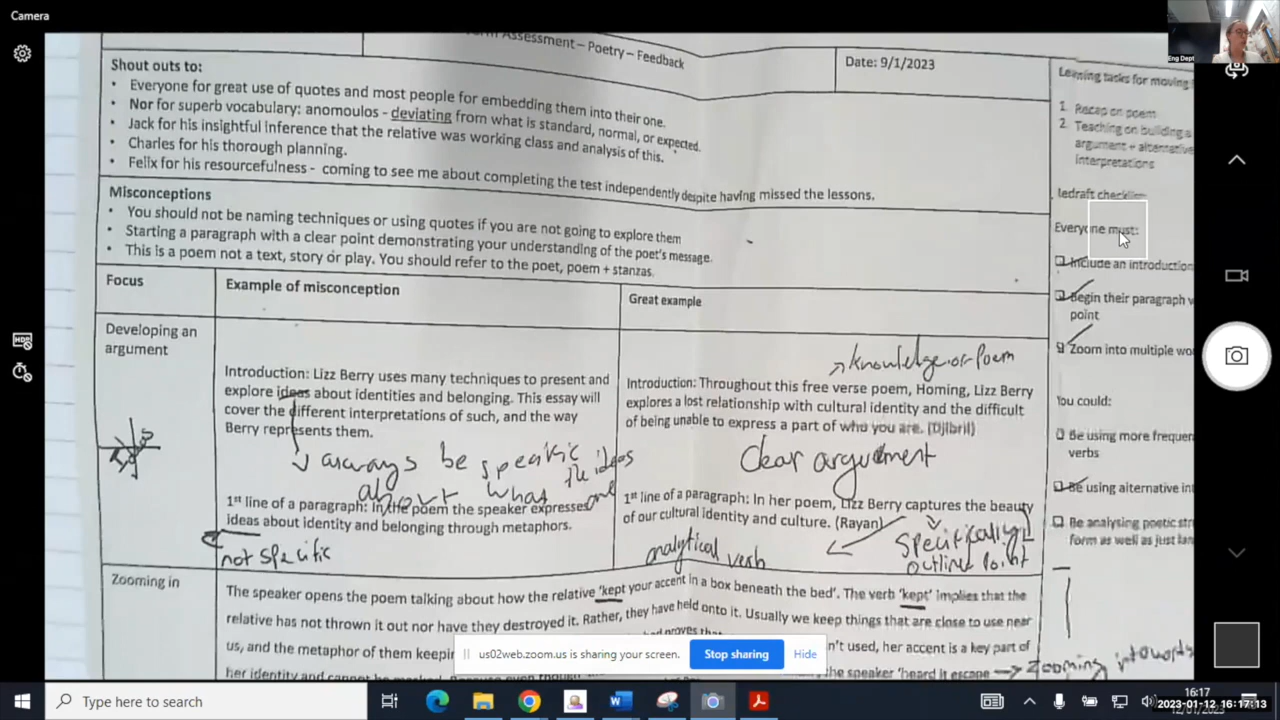 Camera
Assessment – Poetry – Feedback
Date: 9/1/2023
Eng Dept
Shout outs to:
• Everyone for great use of quotes and most people for embedding them into their one.
• Nor for superb vocabulary: anomoulos - deviating from what is standard, normal, or expected.
• Jack for his insightful inference that the relative was working class and analysis of this.
• Charles for his thorough planning.
• Felix for his resourcefulness - coming to see me about completing the test independently despite having missed the lessons.
Misconceptions
• You should not be naming techniques or using quotes if you are not going to explore them
• Starting a paragraph with a clear point demonstrating your understanding of the poet's message.
• This is a poem not a text, story or play. You should refer to the poet, poem + stanzas.
Focus
Example of misconception
Great example
Developing an
argument
Introduction: Lizz Berry uses many techniques to present and
explore ideas about identities and belonging. This essay will
cover the different interpretations of such, and the way
Berry represents them.
always be specific
about what the ideas
are
1st line of a paragraph: In the poem the speaker expresses
ideas about identity and belonging through metaphors.
not specific
knowledge of poem
Introduction: Throughout this free verse poem, Homing, Lizz Berry
explores a lost relationship with cultural identity and the difficult
of being unable to express a part of who you are. (Djibril)
Clear arguement
1st line of a paragraph: In her poem, Lizz Berry captures the beauty
of our cultural identity and culture. (Rayan)
analytical verb
Specifically
outlines Point
Zooming in
The speaker opens the poem talking about how the relative 'kept your accent in a box beneath the bed'. The verb 'kept' implies that the
relative has not thrown it out nor have they destroyed it. Rather, they have held onto it. Usually we keep things that are close to use near
us, and the metaphor of them keepin
proves tha
n't used, her accent is a key part of
her identity and cannot be
the speaker 'heard it escape
Zooming into words
Learning tasks for moving
1. Recap on poem
2. Teaching on building a
argument + alternative
interpretations
Redraft checklist
Everyone must:
Include an introduction
Begin their paragraph w
point
Zoom into multiple wo
You could:
Be using more frequen
verbs
Be using alternative int
Be analysing poetic str
form as well as just lan
us02web.zoom.us is sharing your screen.
Stop sharing
Hide
Type here to search
16:17
2023-01-12 16:17:13